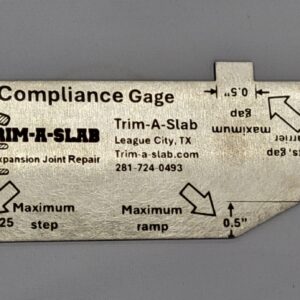 Compliance Gage
TRIM-A-SLAB
Expansion Joint Repair
Trim-A-Slab
League City, TX
Trim-a-slab.com
281-724-0493
0.5"
maximum
gap
Maximum
step
Maximum
ramp
0.5"